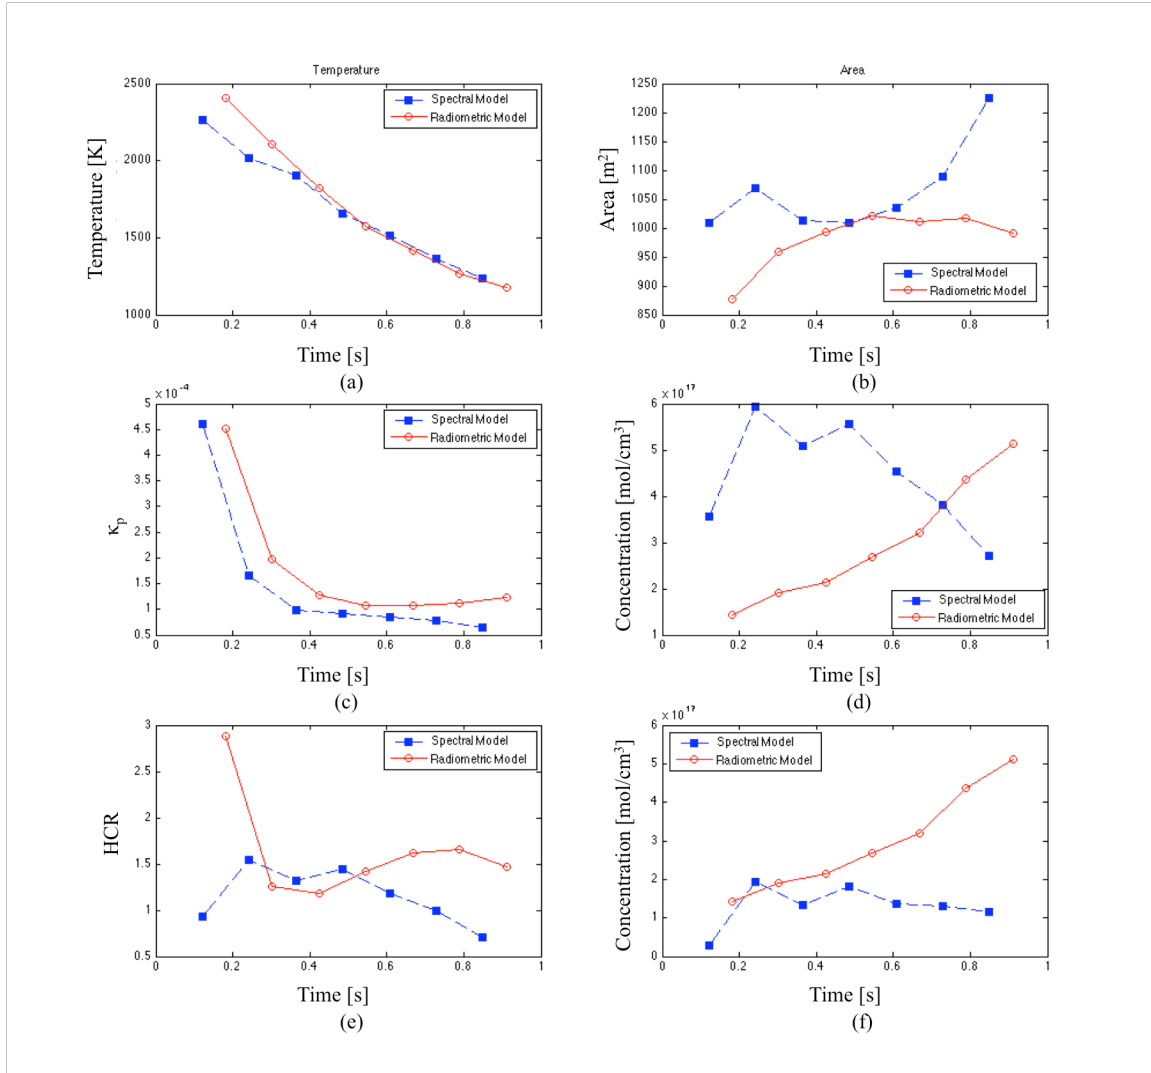 Temperature
2500
2000
1500
1000
0 0.2 0.4 0.6 0.8 1
Temperature [K]
Spectral Model
Radiometric Model
Time [s]
(a)
Area
1250
1200
1150
1100
1050
1000
950
900
850
0 0.2 0.4 0.6 0.8 1
Area [m²]
Spectral Model
Radiometric Model
Time [s]
(b)
× 10⁻⁴
5
4.5
4
3.5
3
2.5
2
1.5
1
0.5
0 0.2 0.4 0.6 0.8 1
κₚ
Spectral Model
Radiometric Model
Time [s]
(c)
× 10¹⁷
6
5
4
3
2
1
0 0.2 0.4 0.6 0.8 1
Concentration [mol/cm³]
Spectral Model
Radiometric Model
Time [s]
(d)
3
2.5
2
1.5
1
0.5
0 0.2 0.4 0.6 0.8 1
HCR
Spectral Model
Radiometric Model
Time [s]
(e)
× 10¹⁷
6
5
4
3
2
1
0
0 0.2 0.4 0.6 0.8 1
Concentration [mol/cm³]
Spectral Model
Radiometric Model
Time [s]
(f)